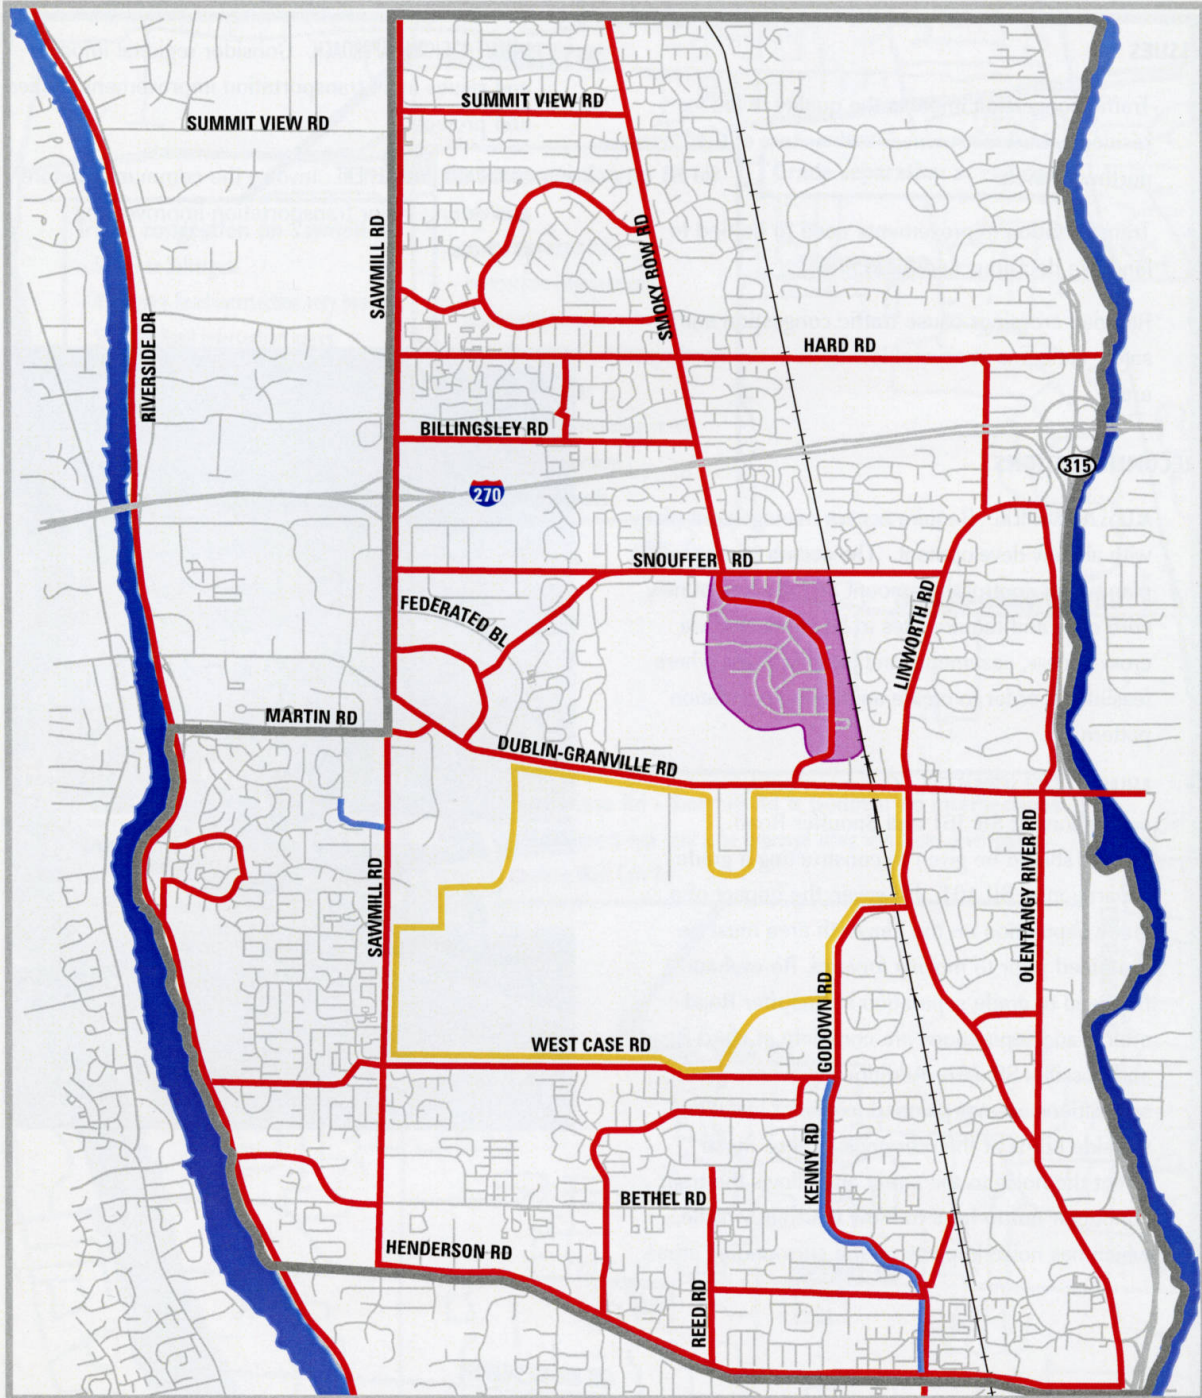 SUMMIT VIEW RD
SUMMIT VIEW RD
SAWMILL RD
SMOKY ROW RD
RIVERSIDE DR
HARD RD
BILLINGSLEY RD
315
270
SNOUFFER RD
FEDERATED BL
LINWORTH RD
MARTIN RD
DUBLIN-GRANVILLE RD
SAWMILL RD
OLENTANGY RIVER RD
GODOWN RD
WEST CASE RD
KENNY RD
BETHEL RD
HENDERSON RD
REED RD